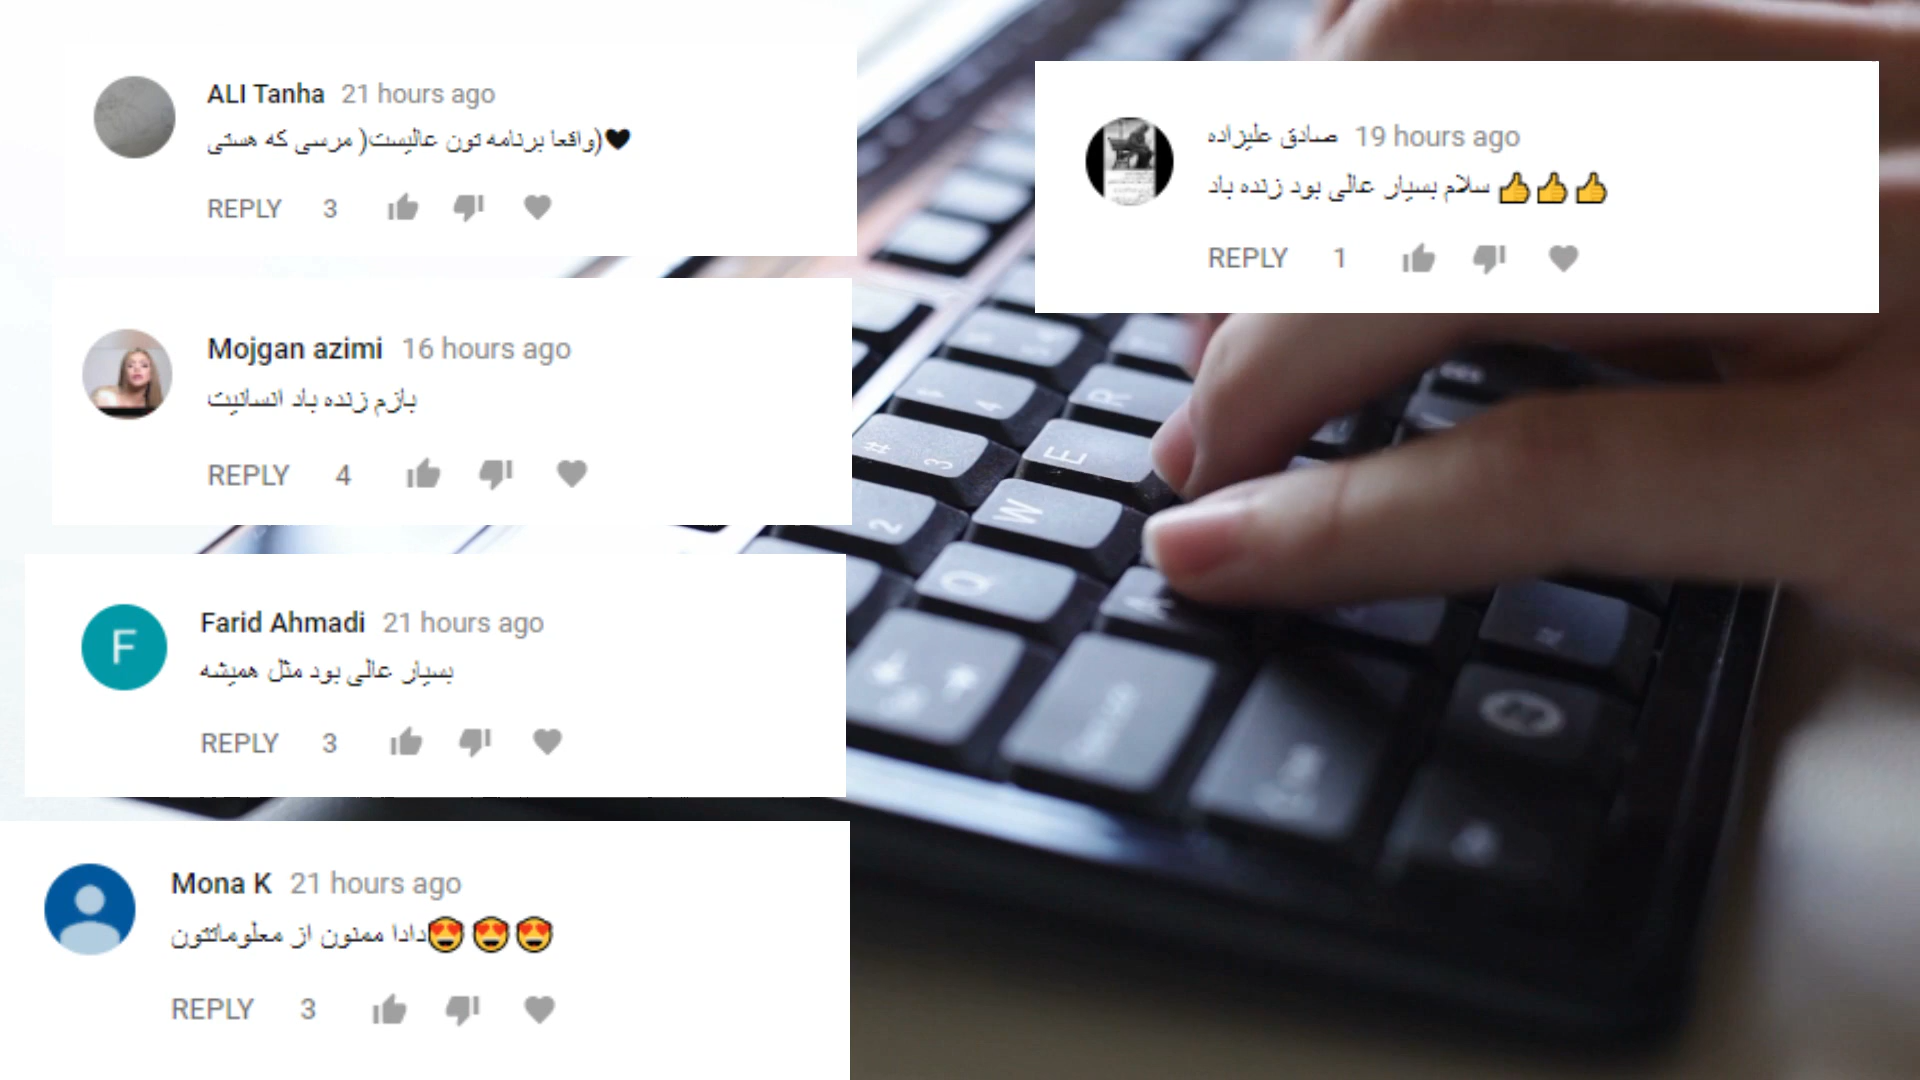 ALI Tanha 21 hours ago
(واقعا برنامه تون عالیست( مرسی که هستی🖤
REPLY 3
Mojgan azimi 16 hours ago
بازم زنده باد انسانیت
REPLY 4
F
Farid Ahmadi 21 hours ago
بسیار عالی بود مثل همیشه
REPLY 3
Mona K 21 hours ago
😍😍😍دادا ممنون از معلوماتتون
REPLY 3
صادق علیزاده 19 hours ago
سلام بسیار عالی بود زنده باد 👍👍👍
REPLY 1
R
4
E
# 3
W
2
Q
A